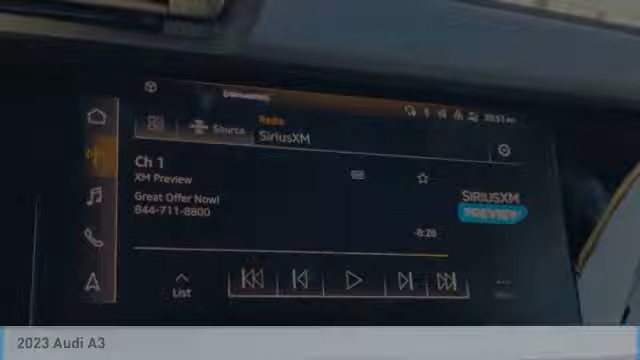 Radio
Source
SiriusXM
Ch 1
XM Preview
Great Offer Now!
844-711-8800
SIRIUSXM
PREVIEW
-8:28
List
2023 Audi A3